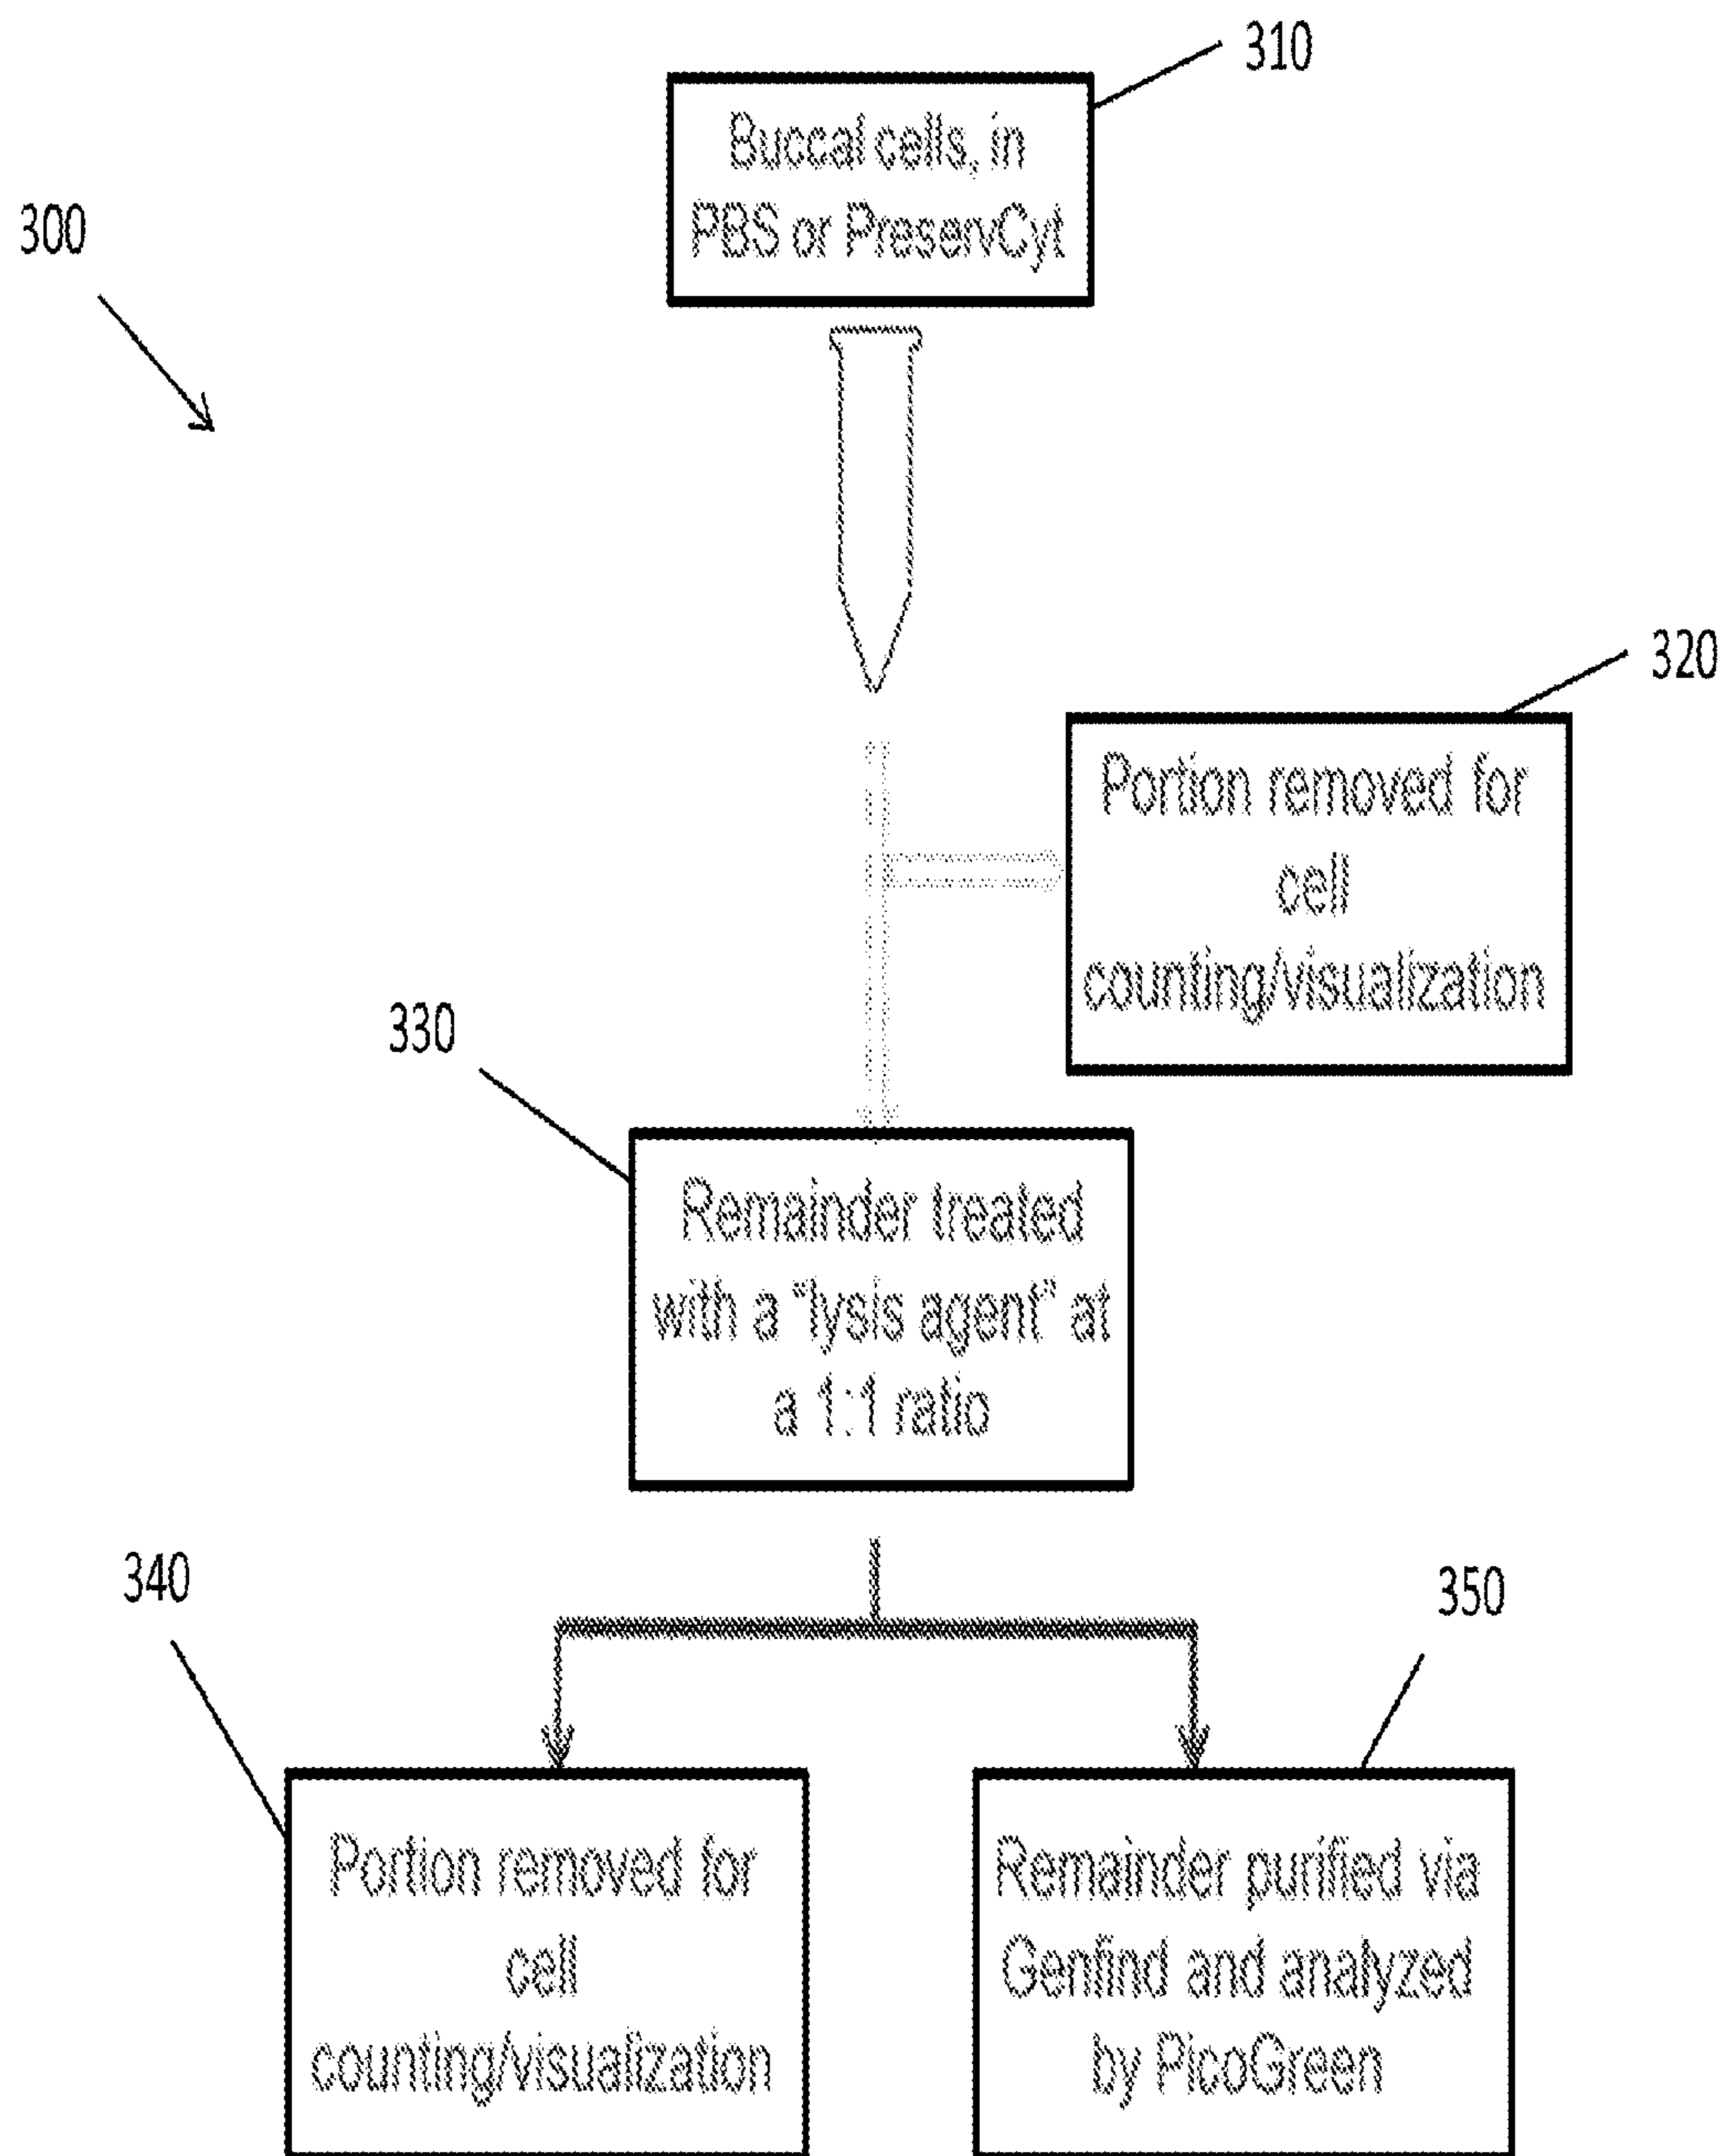 310
Buccal cells, in
PBS or PreservCyt
300
320
Portion removed for
cell
counting/visualization
330
Remainder treated
with a “lysis agent” at
a 1:1 ratio
340
350
Portion removed for
cell
counting/visualization
Remainder purified via
Genfind and analyzed
by PicoGreen